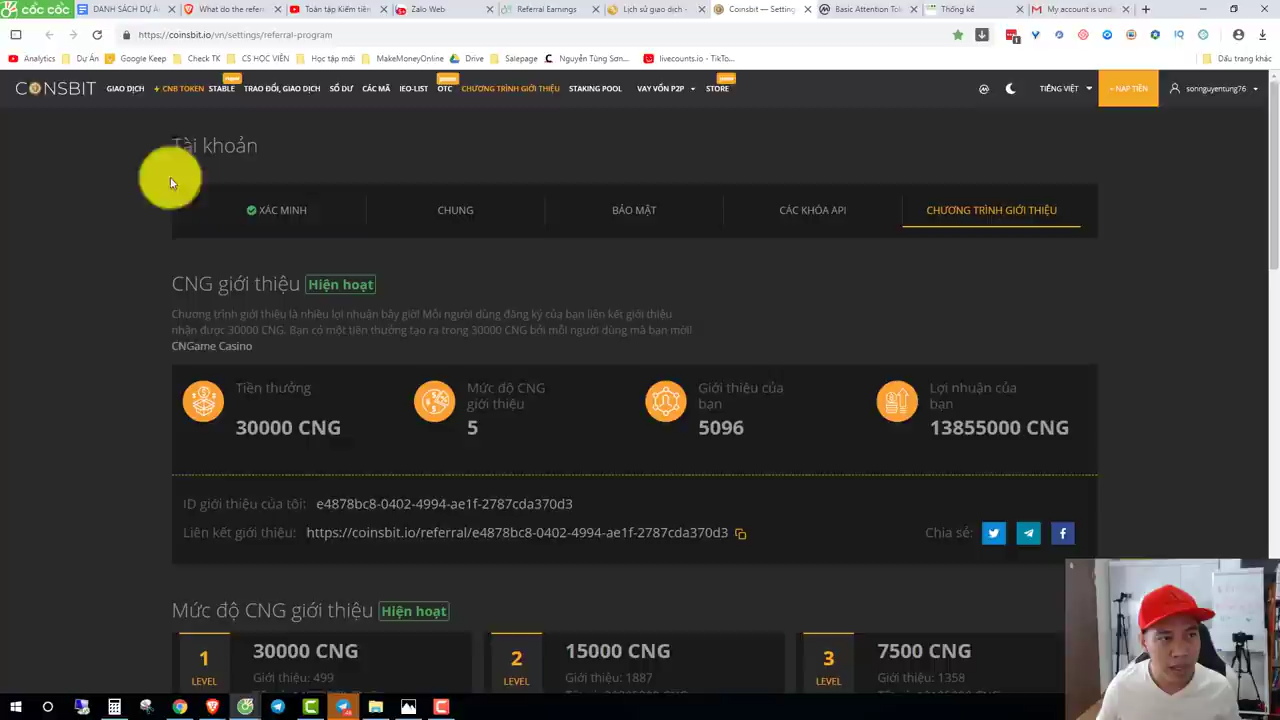 CỐC CỐC
DANH SÁCH DỰ Á
What do the referr
Toàn tập Kiếm tiền
Zalo Web
Referral Earnings
Lịch sử giao dịch -
Coinsbit — Setting
Basic Attention Tok
Thống kê
My account is und
https://coinsbit.io/vn/settings/referral-program
Analytics
Dự Án
Google Keep
Check TK
CS HỌC VIÊN
Học tập mới
MakeMoneyOnline
Drive
Salepage
Nguyễn Tùng Sơn...
livecounts.io - TikTo...
Dấu trang khác
COINSBIT
GIAO DỊCH
CNB TOKEN
STABLE
TRAO ĐỔI, GIAO DỊCH
SỐ DƯ
CÁC MÃ
IEO-LIST
OTC
CHƯƠNG TRÌNH GIỚI THIỆU
STAKING POOL
VAY VỐN P2P
STORE
TIẾNG VIỆT
+ NẠP TIỀN
sonnguyentung76
Tài khoản
XÁC MINH
CHUNG
BẢO MẬT
CÁC KHÓA API
CHƯƠNG TRÌNH GIỚI THIỆU
CNG giới thiệu Hiện hoạt
Chương trình giới thiệu là nhiều lợi nhuận bây giờ! Mỗi người dùng đăng ký của bạn liên kết giới thiệu
nhận được 30000 CNG. Bạn có một tiền thưởng tạo ra trong 30000 CNG bởi mỗi người dùng mà bạn mời!
CNGame Casino
Tiền thưởng
30000 CNG
Mức độ CNG
giới thiệu
5
Giới thiệu của
bạn
5096
Lợi nhuận của
bạn
13855000 CNG
ID giới thiệu của tôi: e4878bc8-0402-4994-ae1f-2787cda370d3
Liên kết giới thiệu: https://coinsbit.io/referral/e4878bc8-0402-4994-ae1f-2787cda370d3
Chia sẻ:
Mức độ CNG giới thiệu Hiện hoạt
1
LEVEL
30000 CNG
Giới thiệu: 499
2
LEVEL
15000 CNG
Giới thiệu: 1887
3
LEVEL
7500 CNG
Giới thiệu: 1358